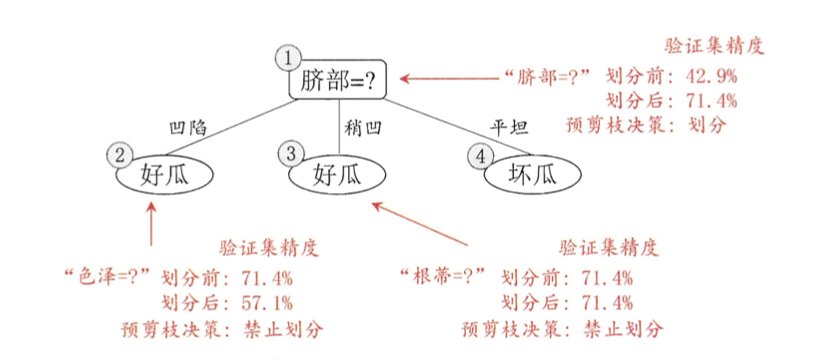 验证集精度
①
脐部=?
“脐部=?” 划分前: 42.9%
划分后: 71.4%
预剪枝决策: 划分
凹陷
稍凹
平坦
②
好瓜
③
好瓜
④
坏瓜
验证集精度
“色泽=?” 划分前: 71.4%
划分后: 57.1%
预剪枝决策: 禁止划分
验证集精度
“根蒂=?” 划分前: 71.4%
划分后: 71.4%
预剪枝决策: 禁止划分